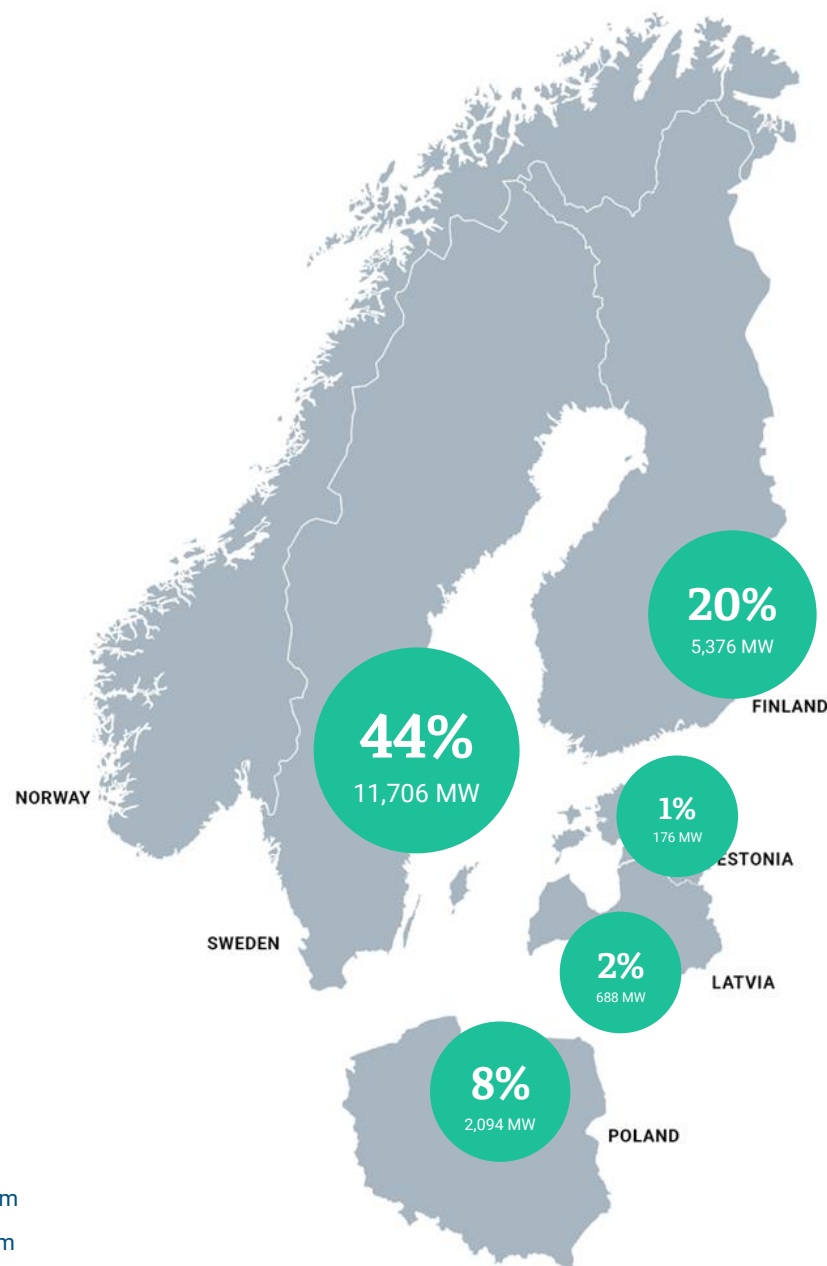 20%
5,376 MW
FINLAND
44%
11,706 MW
NORWAY
1%
176 MW
ESTONIA
SWEDEN
2%
688 MW
LATVIA
8%
2,094 MW
POLAND
m
m